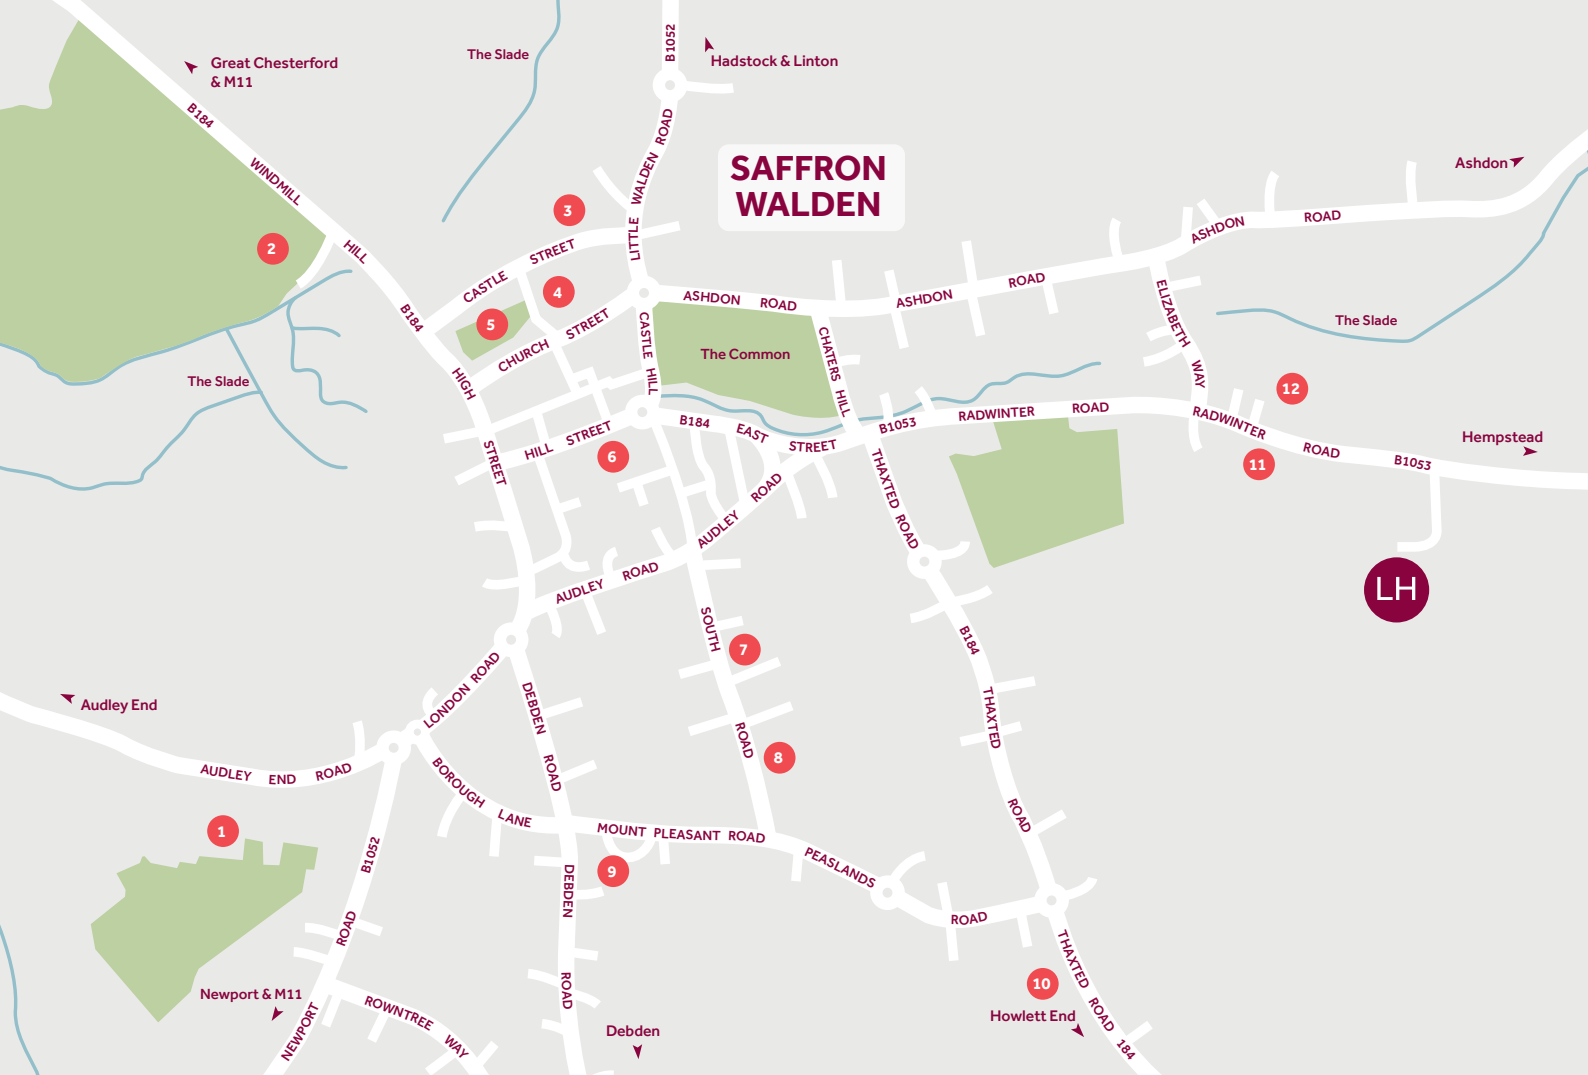 B1052
Hadstock & Linton
The Slade
Great Chesterford
& M11
B184
WINDMILL
HILL
B184
LITTLE WALDEN ROAD
SAFFRON
WALDEN
Ashdon
ASHDON ROAD
3
2
CASTLE STREET
4
5
CHURCH STREET
ASHDON ROAD
ASHDON ROAD
ELIZABETH WAY
The Slade
CASTLE HILL
The Common
CHATERS HILL
The Slade
HIGH STREET
12
HILL STREET
6
B184 EAST STREET
B1053
RADWINTER ROAD
RADWINTER ROAD B1053
11
Hempstead
THAXTED ROAD
AUDLEY ROAD
AUDLEY ROAD
LH
SOUTH ROAD
7
B184
THAXTED ROAD
Audley End
LONDON ROAD
DEBDEN ROAD
8
AUDLEY END ROAD
BOROUGH LANE
MOUNT PLEASANT ROAD
1
B1052
PEASLANDS ROAD
9
DEBDEN ROAD
NEWPORT ROAD
Newport & M11
ROWNTREE WAY
Debden
10
Howlett End
THAXTED ROAD 184